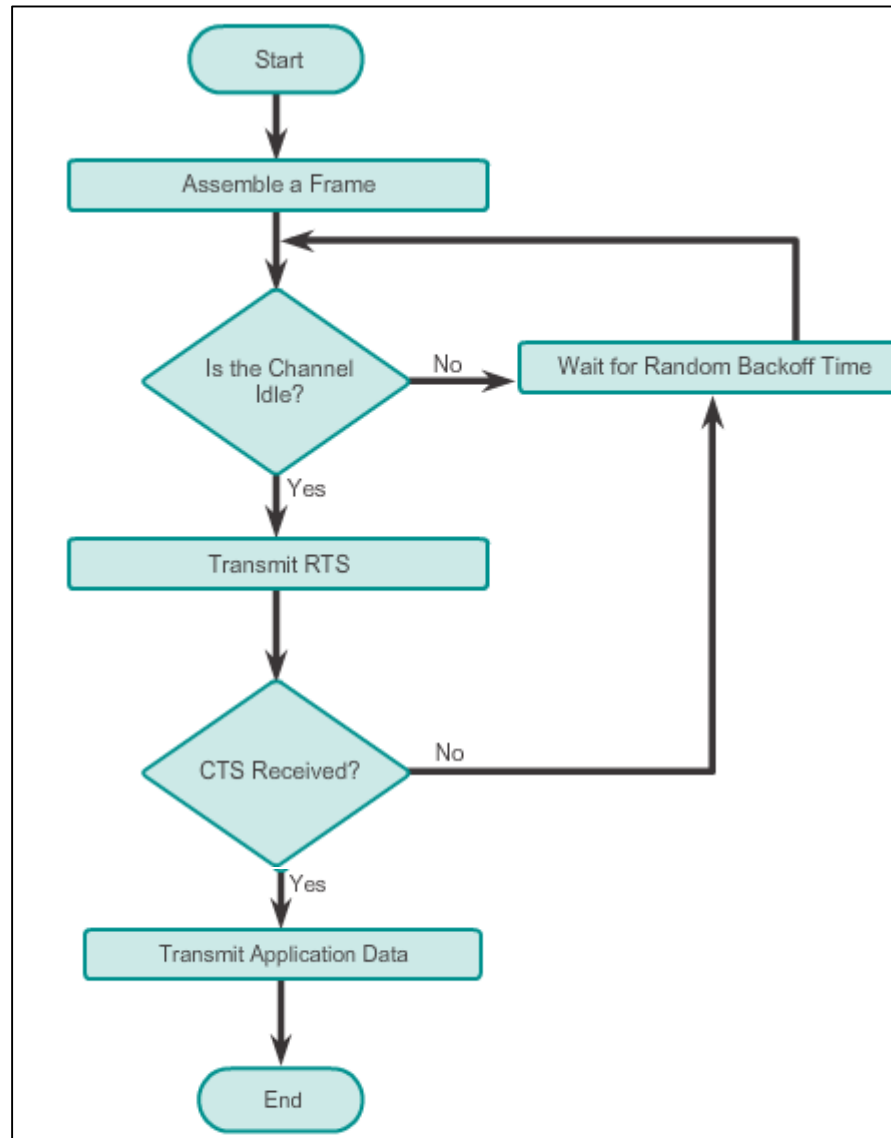 Start
Assemble a Frame
Is the Channel
Idle?
No
Wait for Random Backoff Time
Yes
Transmit RTS
CTS Received?
No
Yes
Transmit Application Data
End